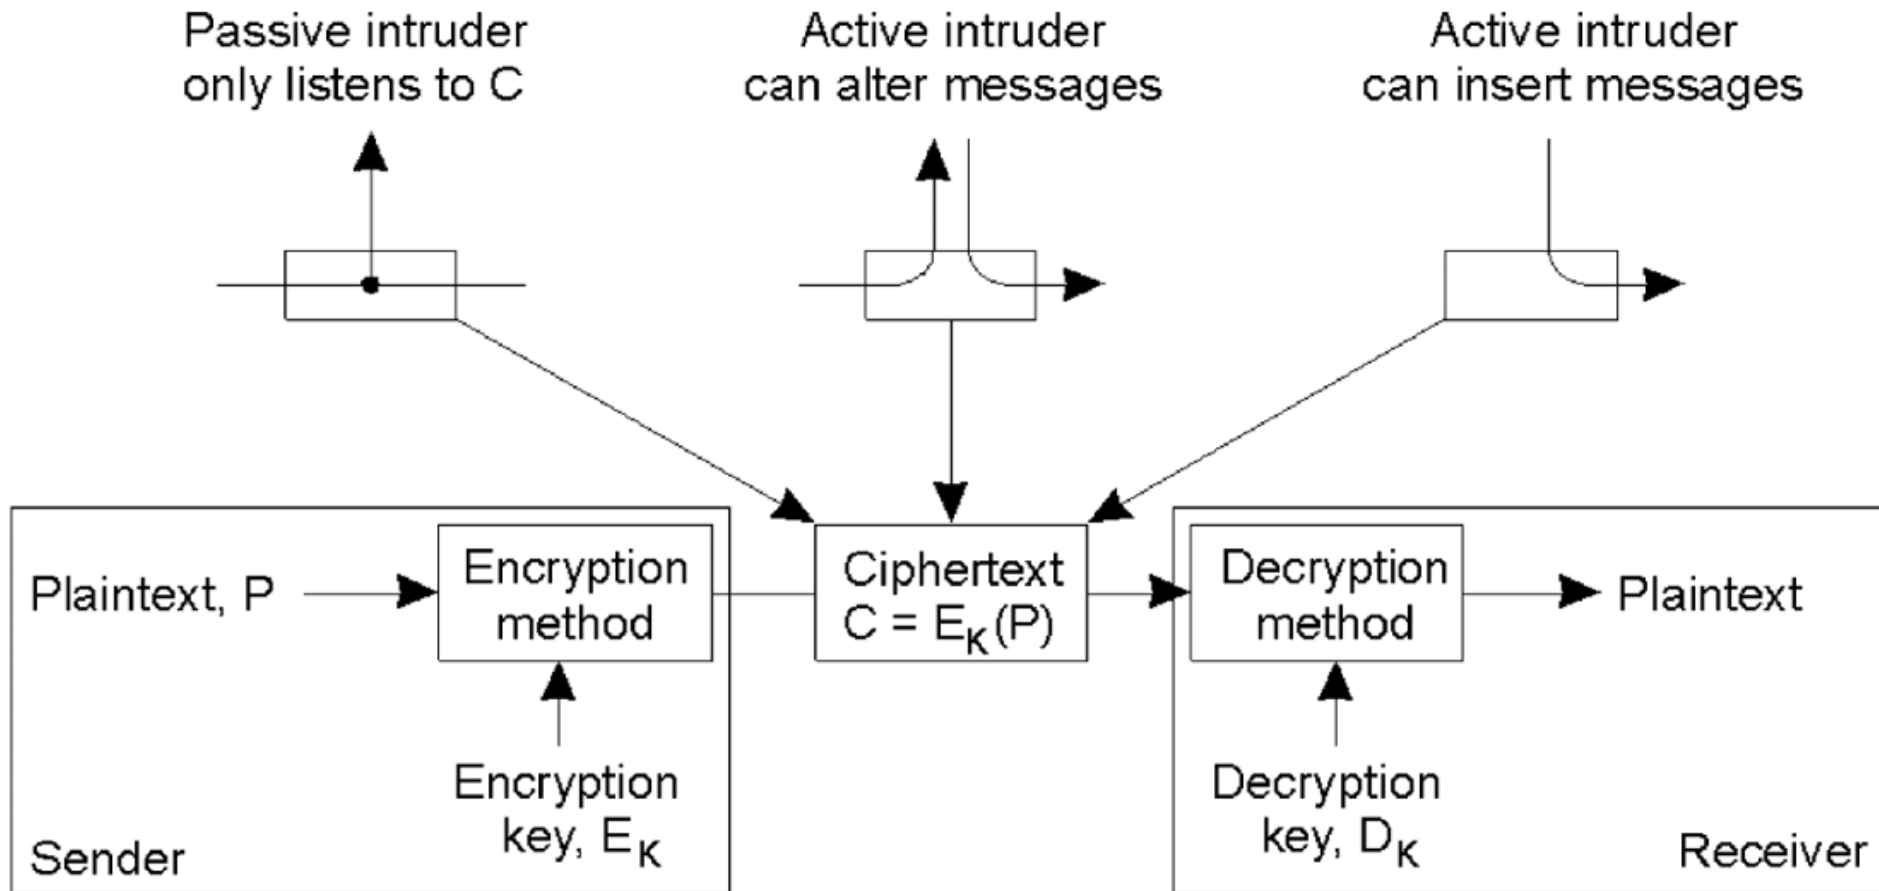 Passive intruder
only listens to C
Active intruder
can alter messages
Active intruder
can insert messages
Plaintext, P
Encryption
method
Ciphertext
C = E_K(P)
Decryption
method
Plaintext
Encryption
key, E_K
Decryption
key, D_K
Sender
Receiver